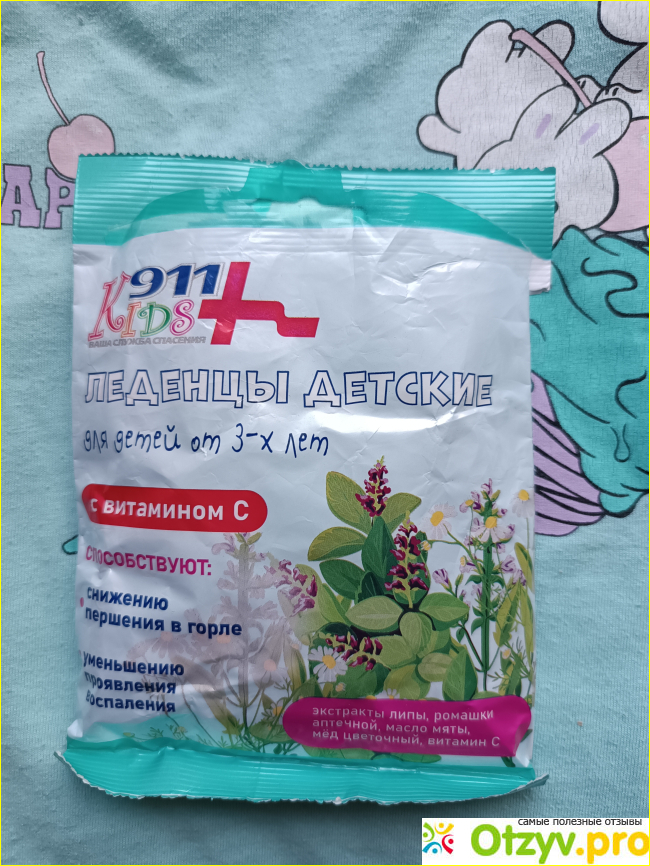 АР
911
KIDS
ВАША СЛУЖБА СПАСЕНИЯ
ЛЕДЕНЦЫ ДЕТСКИЕ
для детей от 3-х лет
с витамином С
СПОСОБСТВУЮТ:
снижению
першения в горле
уменьшению
проявления
воспаления
экстракты липы, ромашки
аптечной, масло мяты,
мёд цветочный, витамин С
самые полезные отзывы
Otzyv.pro